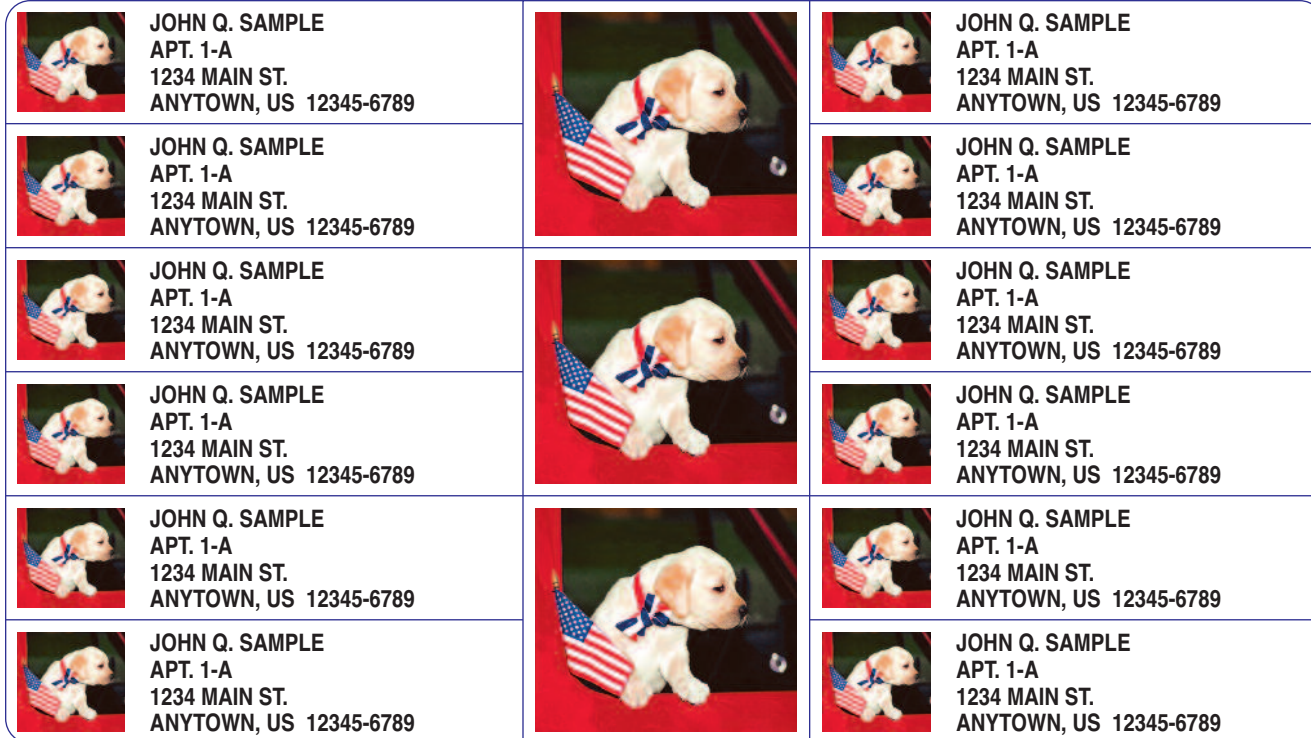 JOHN Q. SAMPLE
APT. 1-A
1234 MAIN ST.
ANYTOWN, US 12345-6789
JOHN Q. SAMPLE
APT. 1-A
1234 MAIN ST.
ANYTOWN, US 12345-6789
JOHN Q. SAMPLE
APT. 1-A
1234 MAIN ST.
ANYTOWN, US 12345-6789
JOHN Q. SAMPLE
APT. 1-A
1234 MAIN ST.
ANYTOWN, US 12345-6789
JOHN Q. SAMPLE
APT. 1-A
1234 MAIN ST.
ANYTOWN, US 12345-6789
JOHN Q. SAMPLE
APT. 1-A
1234 MAIN ST.
ANYTOWN, US 12345-6789
JOHN Q. SAMPLE
APT. 1-A
1234 MAIN ST.
ANYTOWN, US 12345-6789
JOHN Q. SAMPLE
APT. 1-A
1234 MAIN ST.
ANYTOWN, US 12345-6789
JOHN Q. SAMPLE
APT. 1-A
1234 MAIN ST.
ANYTOWN, US 12345-6789
JOHN Q. SAMPLE
APT. 1-A
1234 MAIN ST.
ANYTOWN, US 12345-6789
JOHN Q. SAMPLE
APT. 1-A
1234 MAIN ST.
ANYTOWN, US 12345-6789
JOHN Q. SAMPLE
APT. 1-A
1234 MAIN ST.
ANYTOWN, US 12345-6789